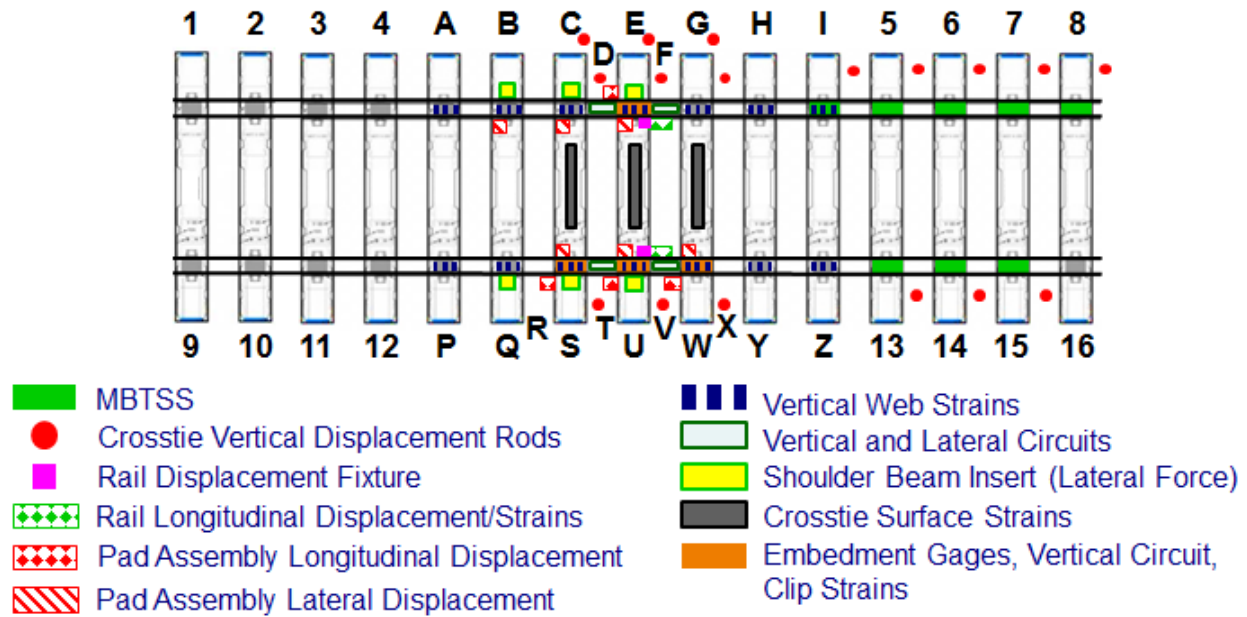 1 2 3 4 A B C E G H I 5 6 7 8
D F
R T V X
9 10 11 12 P Q S U W Y Z 13 14 15 16
MBTSS
Crosstie Vertical Displacement Rods
Rail Displacement Fixture
Rail Longitudinal Displacement/Strains
Pad Assembly Longitudinal Displacement
Pad Assembly Lateral Displacement
Vertical Web Strains
Vertical and Lateral Circuits
Shoulder Beam Insert (Lateral Force)
Crosstie Surface Strains
Embedment Gages, Vertical Circuit,
Clip Strains